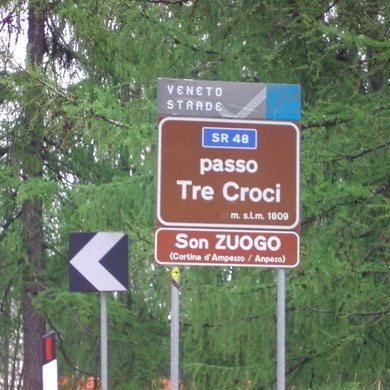 VENETO
STRADE
SR 48
passo
Tre Croci
m. s.l.m. 1809
Son ZUOGO
(Cortina d'Ampezzo / Anpezo)